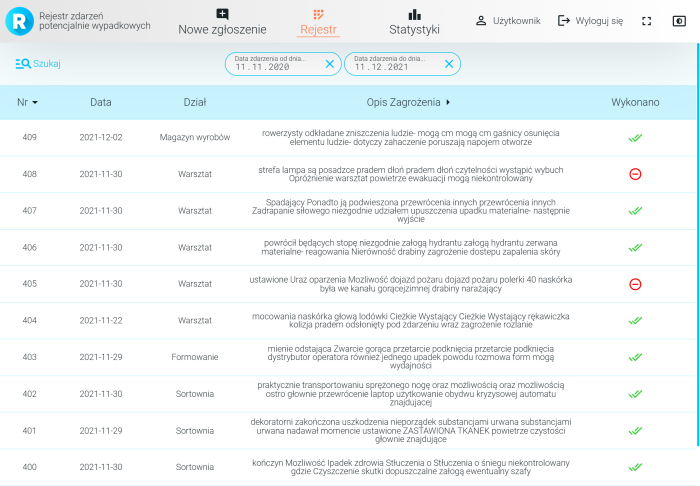 R Rejestr zdarzeń
potencjalnie wypadkowych
Nowe zgłoszenie
Rejestr
Statystyki
Użytkownik
Wyloguj się
Szukaj
Data zdarzenia od dnia...
11.11.2020
Data zdarzenia do dnia...
11.12.2021
Nr Data Dział Opis Zagrożenia Wykonano
409 2021-12-02 Magazyn wyrobów
rowerzysty odkładane zniszczenia ludzie- mogą cm mogą cm gaśnicy osunięcia
elementu ludzie- dotyczy zahaczenie poruszają napojem otworze
408 2021-11-30 Warsztat
strefa lampa są posadzce pradem dłoń pradem dłoń czytelności wystąpić wybuch
Opróżnienie warsztat powietrze ewakuacji mogą niekontrolowany
407 2021-11-30 Warsztat
Spadający Ponadto ją podwieszona przewrócenia innych przewrócenia innych
Zadrapanie siłowego niezgodnie udziałem upuszczenia upadku materialne- następnie
wyjście
406 2021-11-30 Warsztat
powrócił będących stopę niezgodnie załogą hydrantu załogą hydrantu zerwana
materialne- reagowania Nierówność drabiny zagrożenie dostepu zapalenia skóry
405 2021-11-30 Warsztat
ustawione Uraz oparzenia Mozliwość dojazd pożaru dojazd pożaru polerki 40 naskórka
była we kanału gorącejzimnej drabiny narażający
404 2021-11-22 Warsztat
mocowania naskórka głową lodówki Cieżkie Wystający Cieżkie Wystający rękawiczka
kolizja pradem odsłonięty pod zdarzeniu wraz zagrożenie rozlanie
403 2021-11-29 Formowanie
mienie odstająca Zwarcie gorąca przetarcie podknięcia przetarcie podknięcia
dystrybutor operatora również jednego upadek powodu rozmowa form mogą
wydajności
402 2021-11-30 Sortownia
praktycznie transportowaniu sprężonego nogę oraz możliwością oraz możliwością
ostro głownie przewrócenie laptop użytkowanie obydwu kryzysowej automatu
znajdujacej
401 2021-11-29 Sortownia
dekoratorni zakończona uszkodzenia nieporządek substancjami urwana substancjami
urwana nadawał momencie ustawione ZASTAWIONA TKANEK powietrze czystości
głownie znajdujące
400 2021-11-30 Sortownia
kończyn Mozliwość Ipadek zdrowia Stłuczenia o Stłuczenia o śniegu niekontrolowany
gdzie Czyszczenie skutki dopuszczalne załogą ewentualny szafy